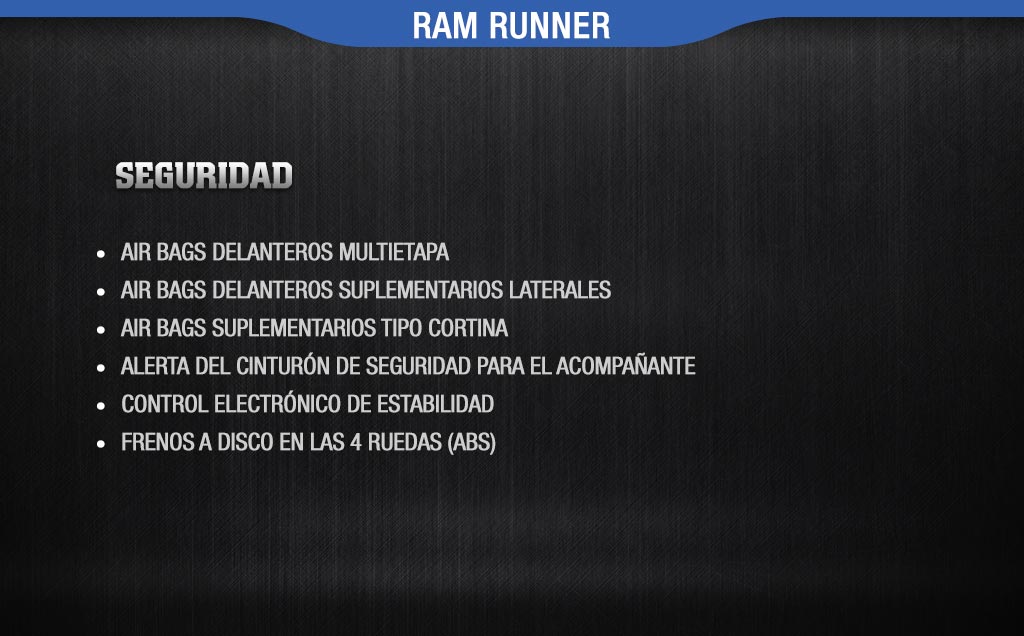 RAM RUNNER
SEGURIDAD
• AIR BAGS DELANTEROS MULTIETAPA
• AIR BAGS DELANTEROS SUPLEMENTARIOS LATERALES
• AIR BAGS SUPLEMENTARIOS TIPO CORTINA
• ALERTA DEL CINTURÓN DE SEGURIDAD PARA EL ACOMPAÑANTE
• CONTROL ELECTRÓNICO DE ESTABILIDAD
• FRENOS A DISCO EN LAS 4 RUEDAS (ABS)